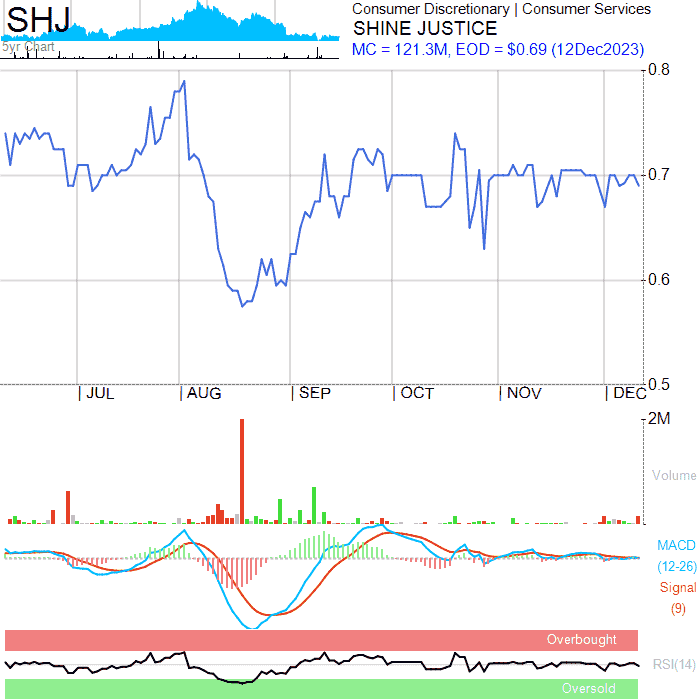 SHJ
5yr Chart
Consumer Discretionary | Consumer Services
SHINE JUSTICE
MC = 121.3M, EOD = $0.69 (12Dec2023)
0.8
0.7
0.6
0.5
| JUL
| AUG
| SEP
| OCT
| NOV
| DEC
2M
Volume
MACD
(12-26)
Signal
(9)
Overbought
RSI(14)
Oversold